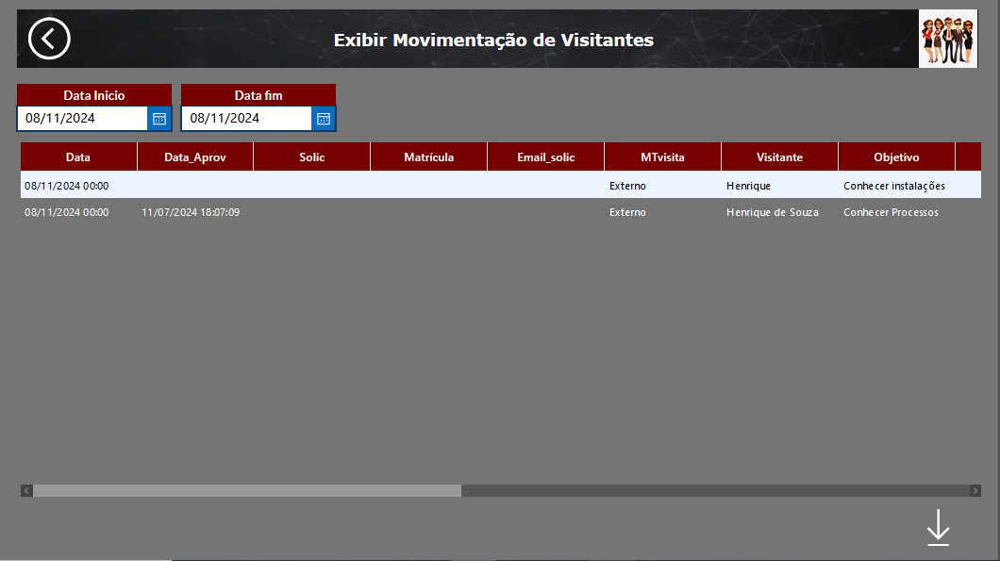 Exibir Movimentação de Visitantes
Data Inicio Data fim
08/11/2024 08/11/2024
Data Data_Aprov Solic Matrícula Email_solic MTvisita Visitante Objetivo
08/11/2024 00:00 Externo Henrique Conhecer instalações
08/11/2024 00:00 11/07/2024 18:07:09 Externo Henrique de Souza Conhecer Processos